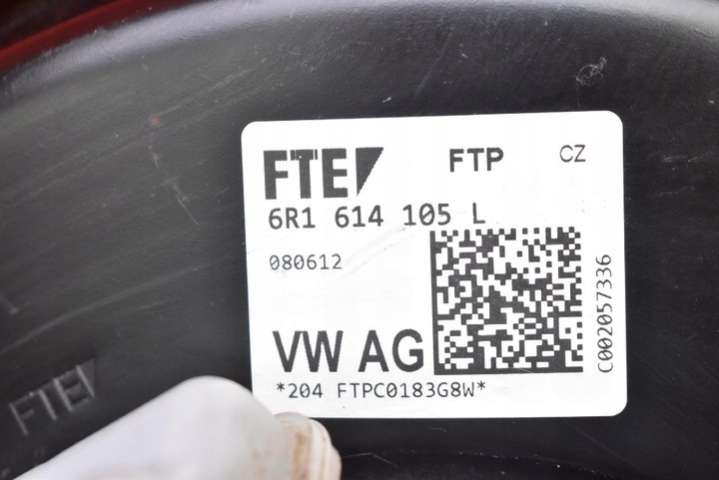 FTE FTP CZ
6R1 614 105 L
080612
VW AG
*204 FTPC0183G8W*
C002057336
FTE